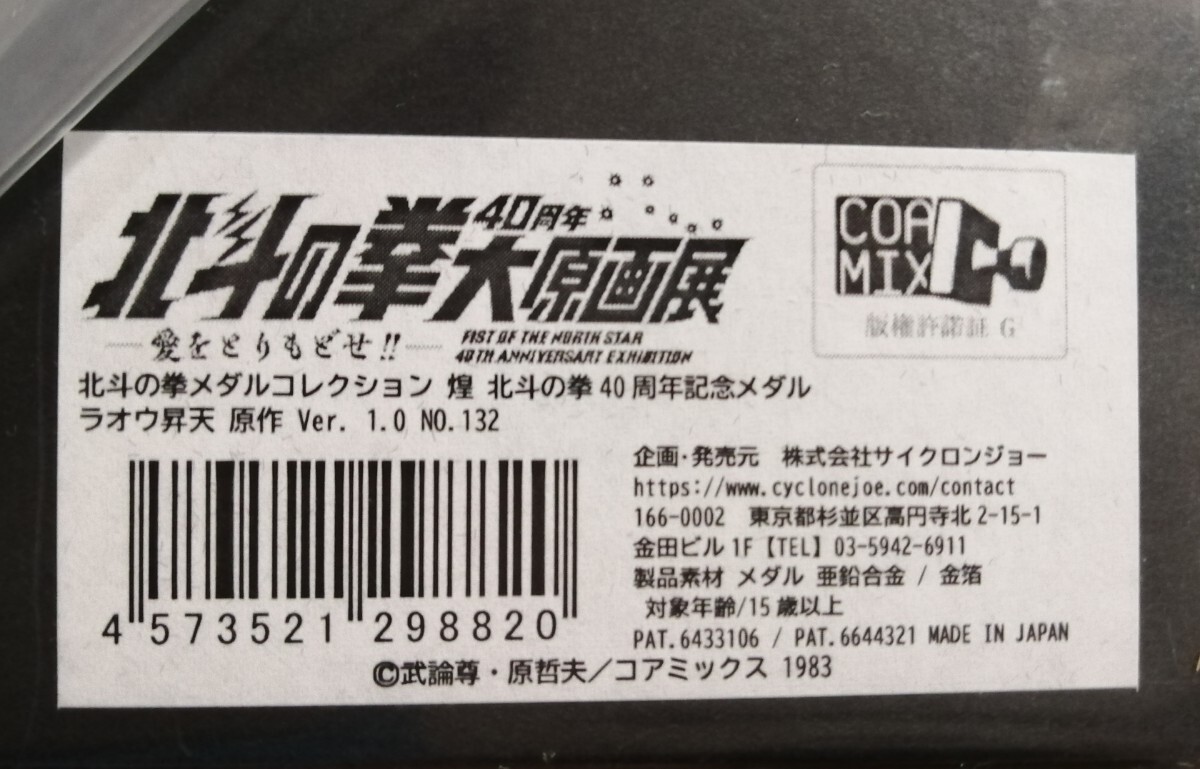 北斗の拳 40周年 大原画展
愛をとりもどせ!!
FIST OF THE NORTH STAR
40TH ANNIVERSARY EXHIBITION
COA
MIX
版権許諾証 G
北斗の拳メダルコレクション 煌 北斗の拳40周年記念メダル
ラオウ昇天 原作 Ver. 1.0 NO.132
企画・発売元 株式会社サイクロンジョー
https://www.cyclonejoe.com/contact
166-0002 東京都杉並区高円寺北2-15-1
金田ビル1F【TEL】03-5942-6911
製品素材 メダル 亜鉛合金 / 金箔
対象年齢/15歳以上
PAT.6433106 / PAT.6644321 MADE IN JAPAN
4 573521 298820
©武論尊・原哲夫/コアミックス 1983